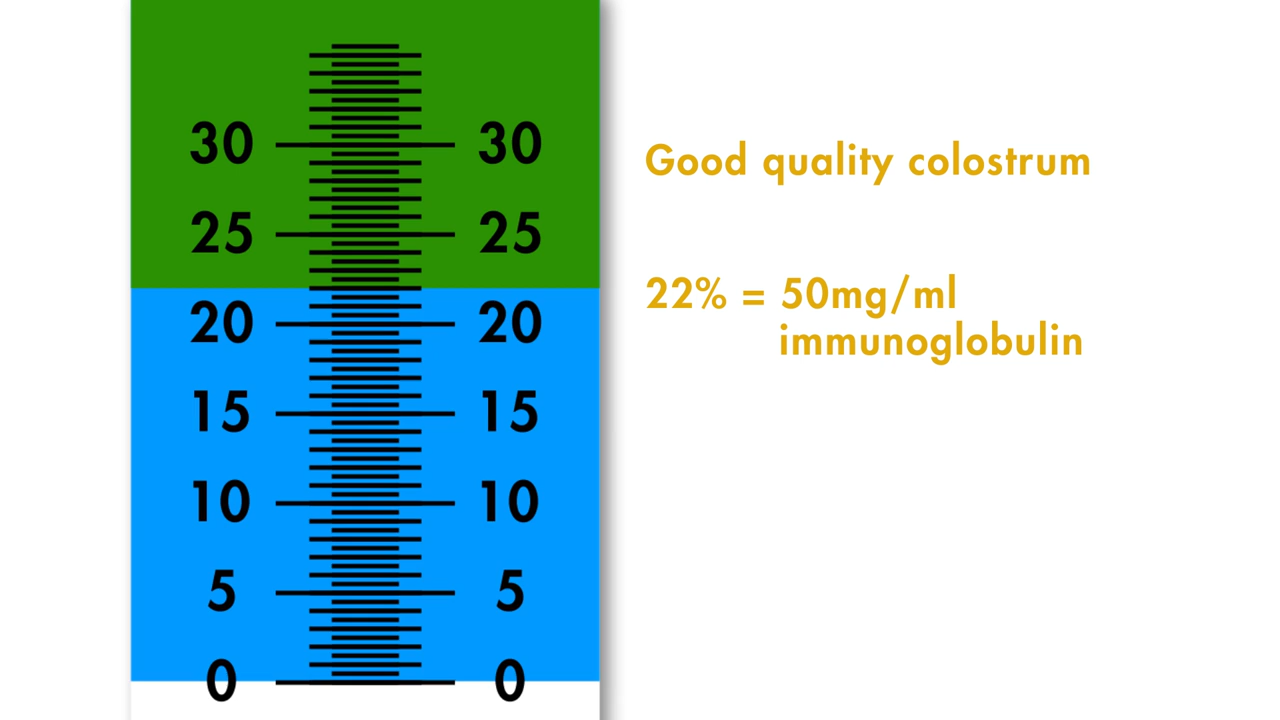 30 30
Good quality colostrum
25 25
22% = 50mg/ml
immunoglobulin
20 20
15 15
10 10
5 5
0 0